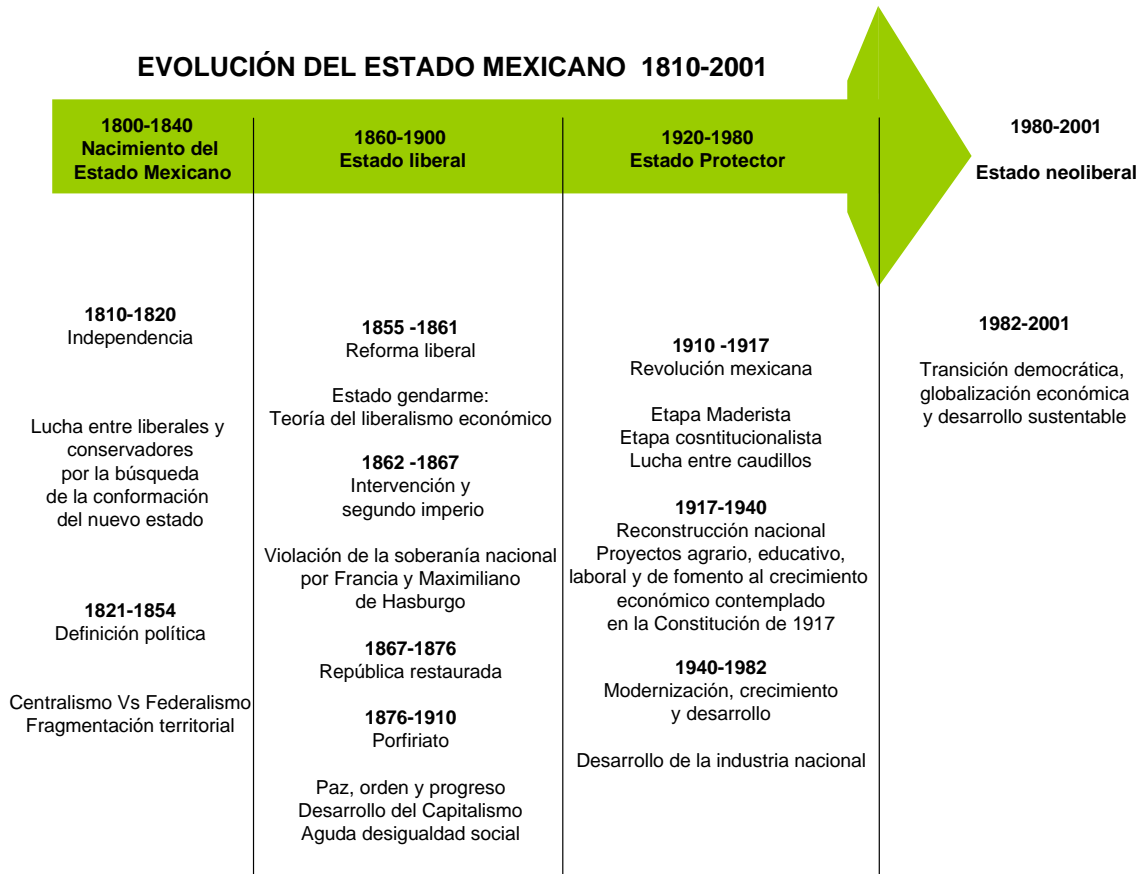 EVOLUCIÓN DEL ESTADO MEXICANO 1810-2001
1800-1840
Nacimiento del
Estado Mexicano
1860-1900
Estado liberal
1920-1980
Estado Protector
1980-2001
Estado neoliberal
1810-1820
Independencia
Lucha entre liberales y
conservadores
por la búsqueda
de la conformación
del nuevo estado
1821-1854
Definición política
Centralismo Vs Federalismo
Fragmentación territorial
1855 -1861
Reforma liberal
Estado gendarme:
Teoría del liberalismo económico
1862 -1867
Intervención y
segundo imperio
Violación de la soberanía nacional
por Francia y Maximiliano
de Hasburgo
1867-1876
República restaurada
1876-1910
Porfiriato
Paz, orden y progreso
Desarrollo del Capitalismo
Aguda desigualdad social
1910 -1917
Revolución mexicana
Etapa Maderista
Etapa cosntitucionalista
Lucha entre caudillos
1917-1940
Reconstrucción nacional
Proyectos agrario, educativo,
laboral y de fomento al crecimiento
económico contemplado
en la Constitución de 1917
1940-1982
Modernización, crecimiento
y desarrollo
Desarrollo de la industria nacional
1982-2001
Transición democrática,
globalización económica
y desarrollo sustentable